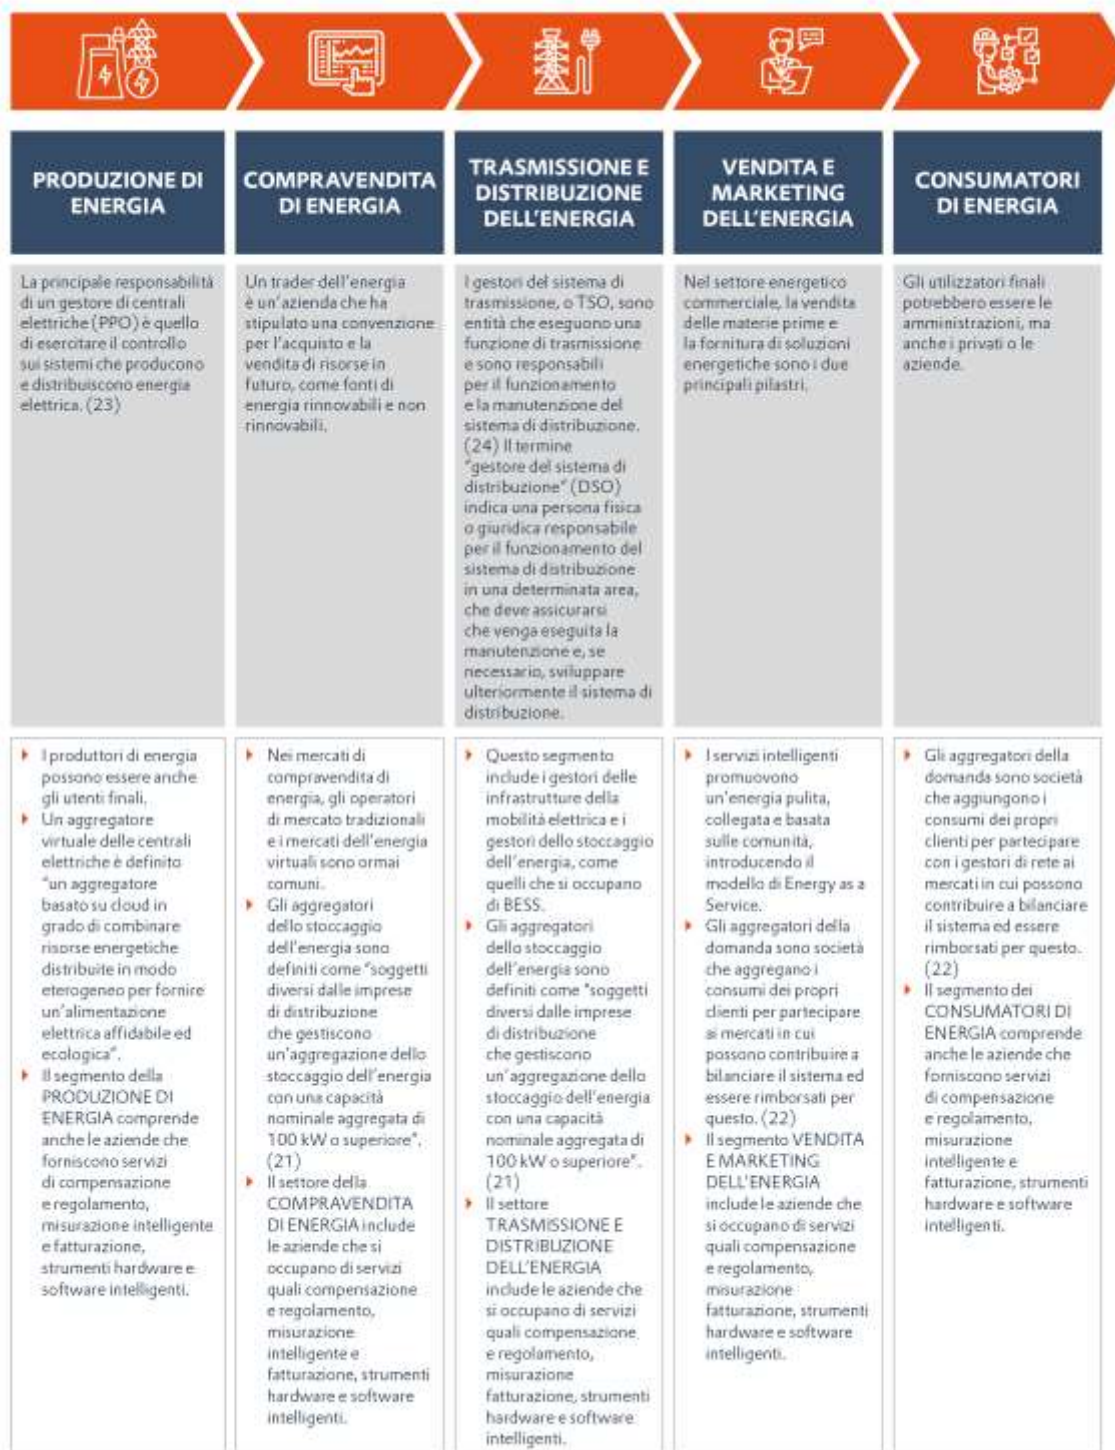 PRODUZIONE DI
ENERGIA
COMPRAVENDITA
DI ENERGIA
TRASMISSIONE E
DISTRIBUZIONE
DELL'ENERGIA
VENDITA E
MARKETING
DELL'ENERGIA
CONSUMATORI
DI ENERGIA
La principale responsabilità
di un gestore di centrali
elettriche (PPO) è quello
di esercitare il controllo
sui sistemi che producono
e distribuiscono energia
elettrica. (23)
Un trader dell'energia
è un'azienda che ha
stipulato una convenzione
per l'acquisto e la
vendita di risorse in
futuro, come fonti di
energia rinnovabili e non
rinnovabili.
I gestori del sistema di
trasmissione, o TSO, sono
entità che eseguono una
funzione di trasmissione
e sono responsabili
per il funzionamento
e la manutenzione del
sistema di distribuzione.
(24) Il termine
"gestore del sistema di
distribuzione" (DSO)
indica una persona fisica
o giuridica responsabile
per il funzionamento del
sistema di distribuzione
in una determinata area,
che deve assicurarsi
che venga eseguita la
manutenzione e, se
necessario, sviluppare
ulteriormente il sistema di
distribuzione.
Nel settore energetico
commerciale, la vendita
delle materie prime e
la fornitura di soluzioni
energetiche sono i due
principali pilastri.
Gli utilizzatori finali
potrebbero essere le
amministrazioni, ma
anche i privati o le
aziende.
I produttori di energia
possono essere anche
gli utenti finali.
Un aggregatore
virtuale delle centrali
elettriche è definito
"un aggregatore
basato su cloud in
grado di combinare
risorse energetiche
distribuite in modo
eterogeneo per fornire
un'alimentazione
elettrica affidabile ed
ecologica".
Il segmento della
PRODUZIONE DI
ENERGIA comprende
anche le aziende che
forniscono servizi
di compensazione
e regolamento,
misurazione intelligente
e fatturazione,
strumenti hardware e
software intelligenti.
Nei mercati di
compravendita di
energia, gli operatori
di mercato tradizionali
e i mercati dell'energia
virtuali sono ormai
comuni.
Gli aggregatori
dello stoccaggio
dell'energia sono
definiti come "soggetti
diversi dalle imprese
di distribuzione
che gestiscono
un'aggregazione dello
stoccaggio dell'energia
con una capacità
nominale aggregata di
100 kW o superiore".
(21)
Il settore della
COMPRAVENDITA
DI ENERGIA include
le aziende che si
occupano di servizi
quali compensazione
e regolamento,
misurazione
intelligente e
fatturazione, strumenti
hardware e software
intelligenti.
Questo segmento
include i gestori delle
infrastrutture della
mobilità elettrica e i
gestori dello stoccaggio
dell'energia, come
quelli che si occupano
di BESS.
Gli aggregatori
dello stoccaggio
dell'energia sono
definiti come "soggetti
diversi dalle imprese
di distribuzione
che gestiscono
un'aggregazione dello
stoccaggio dell'energia
con una capacità
nominale aggregata di
100 kW o superiore".
(21)
Il settore
TRASMISSIONE E
DISTRIBUZIONE
DELL'ENERGIA
include le aziende che
si occupano di servizi
quali compensazione
e regolamento,
misurazione
fatturazione, strumenti
hardware e software
intelligenti.
I servizi intelligenti
promuovono
un'energia pulita,
collegata e basata
sulle comunità,
introducendo il
modello di Energy as a
Service.
Gli aggregatori della
domanda sono società
che aggregano i
consumi dei propri
clienti per partecipare
ai mercati in cui
possono contribuire a
bilanciare il sistema ed
essere rimborsati per
questo. (22)
Il segmento VENDITA
E MARKETING
DELL'ENERGIA
include le aziende che
si occupano di servizi
quali compensazione
e regolamento,
misurazione
fatturazione, strumenti
hardware e software
intelligenti.
Gli aggregatori della
domanda sono società
che aggiungono i
consumi dei propri
clienti per partecipare
con i gestori di rete ai
mercati in cui possono
contribuire a bilanciare
il sistema ed essere
rimborsati per questo.
(22)
Il segmento dei
CONSUMATORI DI
ENERGIA comprende
anche le aziende che
forniscono servizi
di compensazione
e regolamento,
misurazione
intelligente e
fatturazione, strumenti
hardware e software
intelligenti.